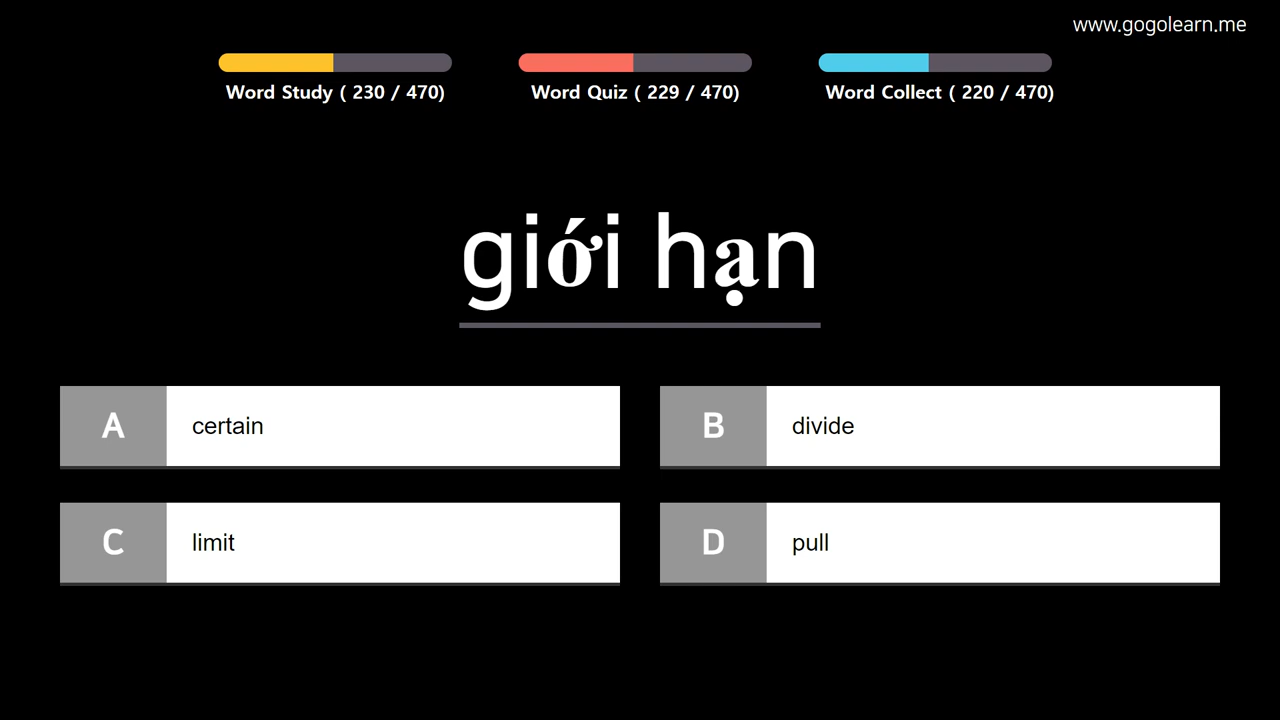 www.gogolearn.me
Word Study ( 230 / 470)
Word Quiz ( 229 / 470)
Word Collect ( 220 / 470)
giới hạn
A certain
B divide
C limit
D pull